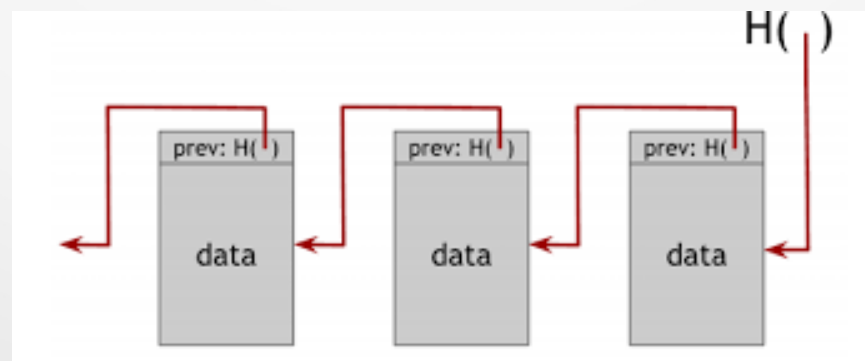 H( )
prev: H( ) prev: H( ) prev: H( )
data data data